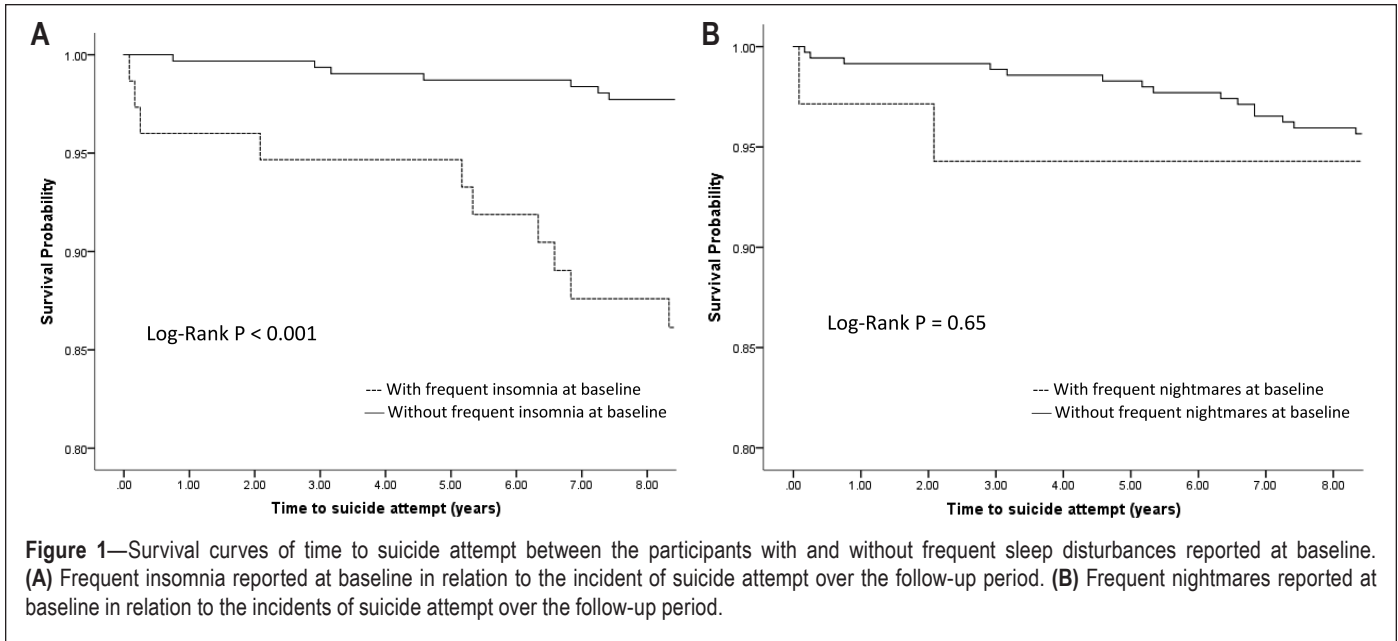 A
1.00
0.95
0.90
0.85
0.80
Survival Probability
Log-Rank P < 0.001
--- With frequent insomnia at baseline
— Without frequent insomnia at baseline
.00 1.00 2.00 3.00 4.00 5.00 6.00 7.00 8.00
Time to suicide attempt (years)
B
1.00
0.95
0.90
0.85
0.80
Survival Probability
Log-Rank P = 0.65
--- With frequent nightmares at baseline
— Without frequent nightmares at baseline
.00 1.00 2.00 3.00 4.00 5.00 6.00 7.00 8.00
Time to suicide attempt (years)
Figure 1—Survival curves of time to suicide attempt between the participants with and without frequent sleep disturbances reported at baseline.
(A) Frequent insomnia reported at baseline in relation to the incident of suicide attempt over the follow-up period. (B) Frequent nightmares reported at
baseline in relation to the incidents of suicide attempt over the follow-up period.